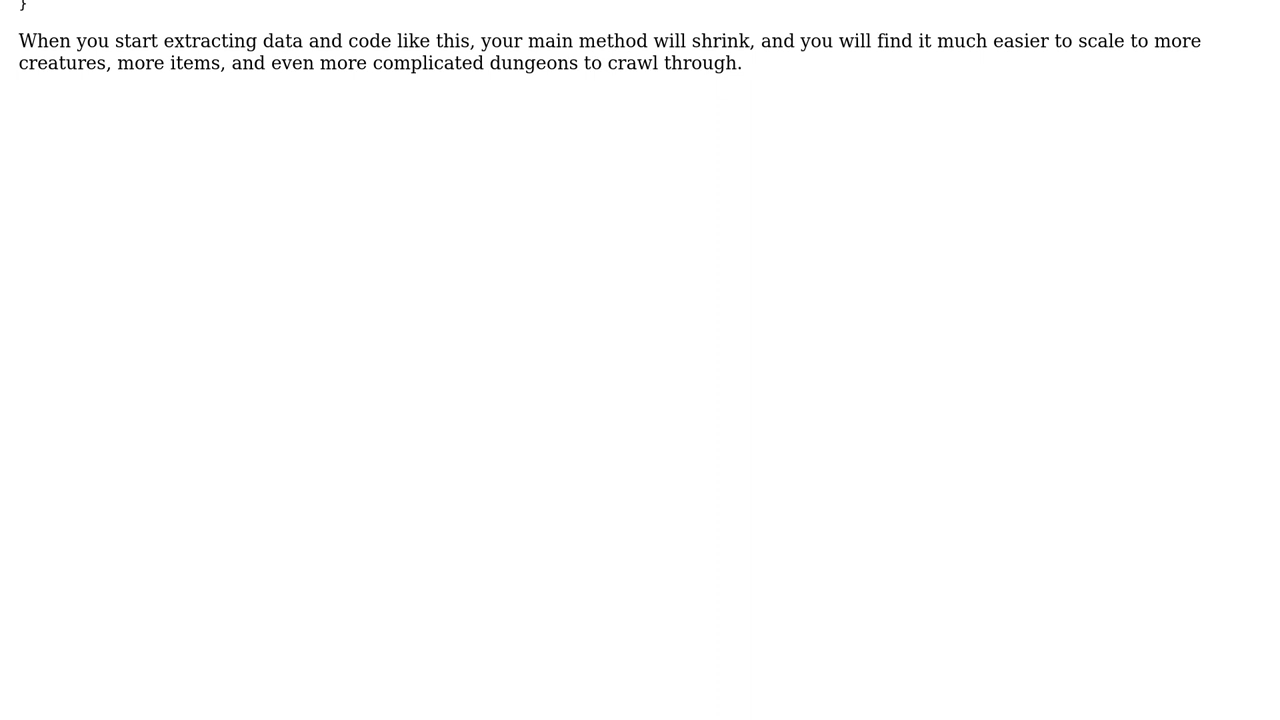 }
When you start extracting data and code like this, your main method will shrink, and you will find it much easier to scale to more
creatures, more items, and even more complicated dungeons to crawl through.